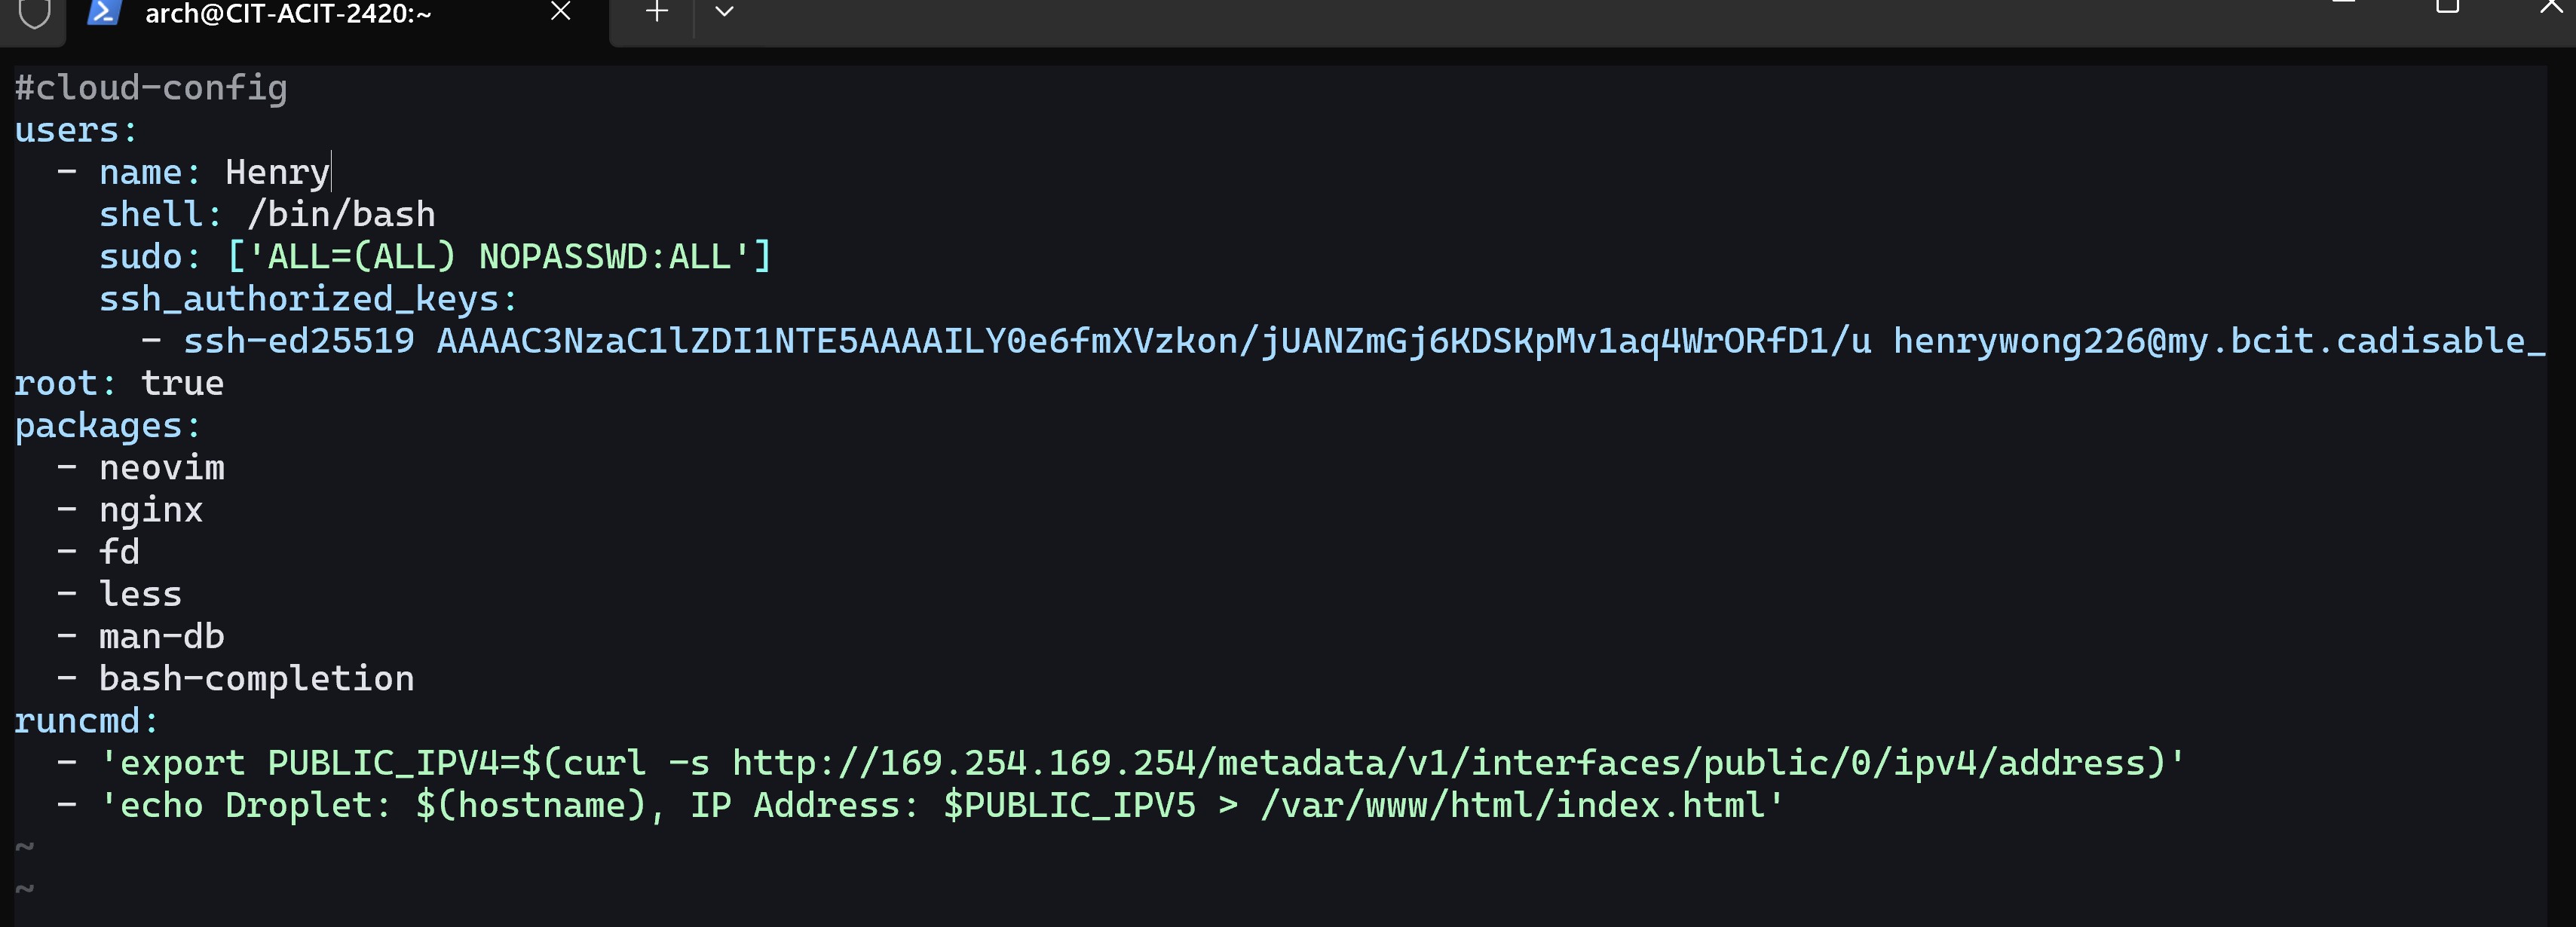 arch@CIT-ACIT-2420:~
#cloud-config
users:
  - name: Henry
    shell: /bin/bash
    sudo: ['ALL=(ALL) NOPASSWD:ALL']
    ssh_authorized_keys:
      - ssh-ed25519 AAAAC3NzaC1lZDI1NTE5AAAAILY0e6fmXVzkon/jUANZmGj6KDSKpMv1aq4WrORfD1/u henrywong226@my.bcit.cadisable_
root: true
packages:
  - neovim
  - nginx
  - fd
  - less
  - man-db
  - bash-completion
runcmd:
  - 'export PUBLIC_IPV4=$(curl -s http://169.254.169.254/metadata/v1/interfaces/public/0/ipv4/address)'
  - 'echo Droplet: $(hostname), IP Address: $PUBLIC_IPV5 > /var/www/html/index.html'
~
~